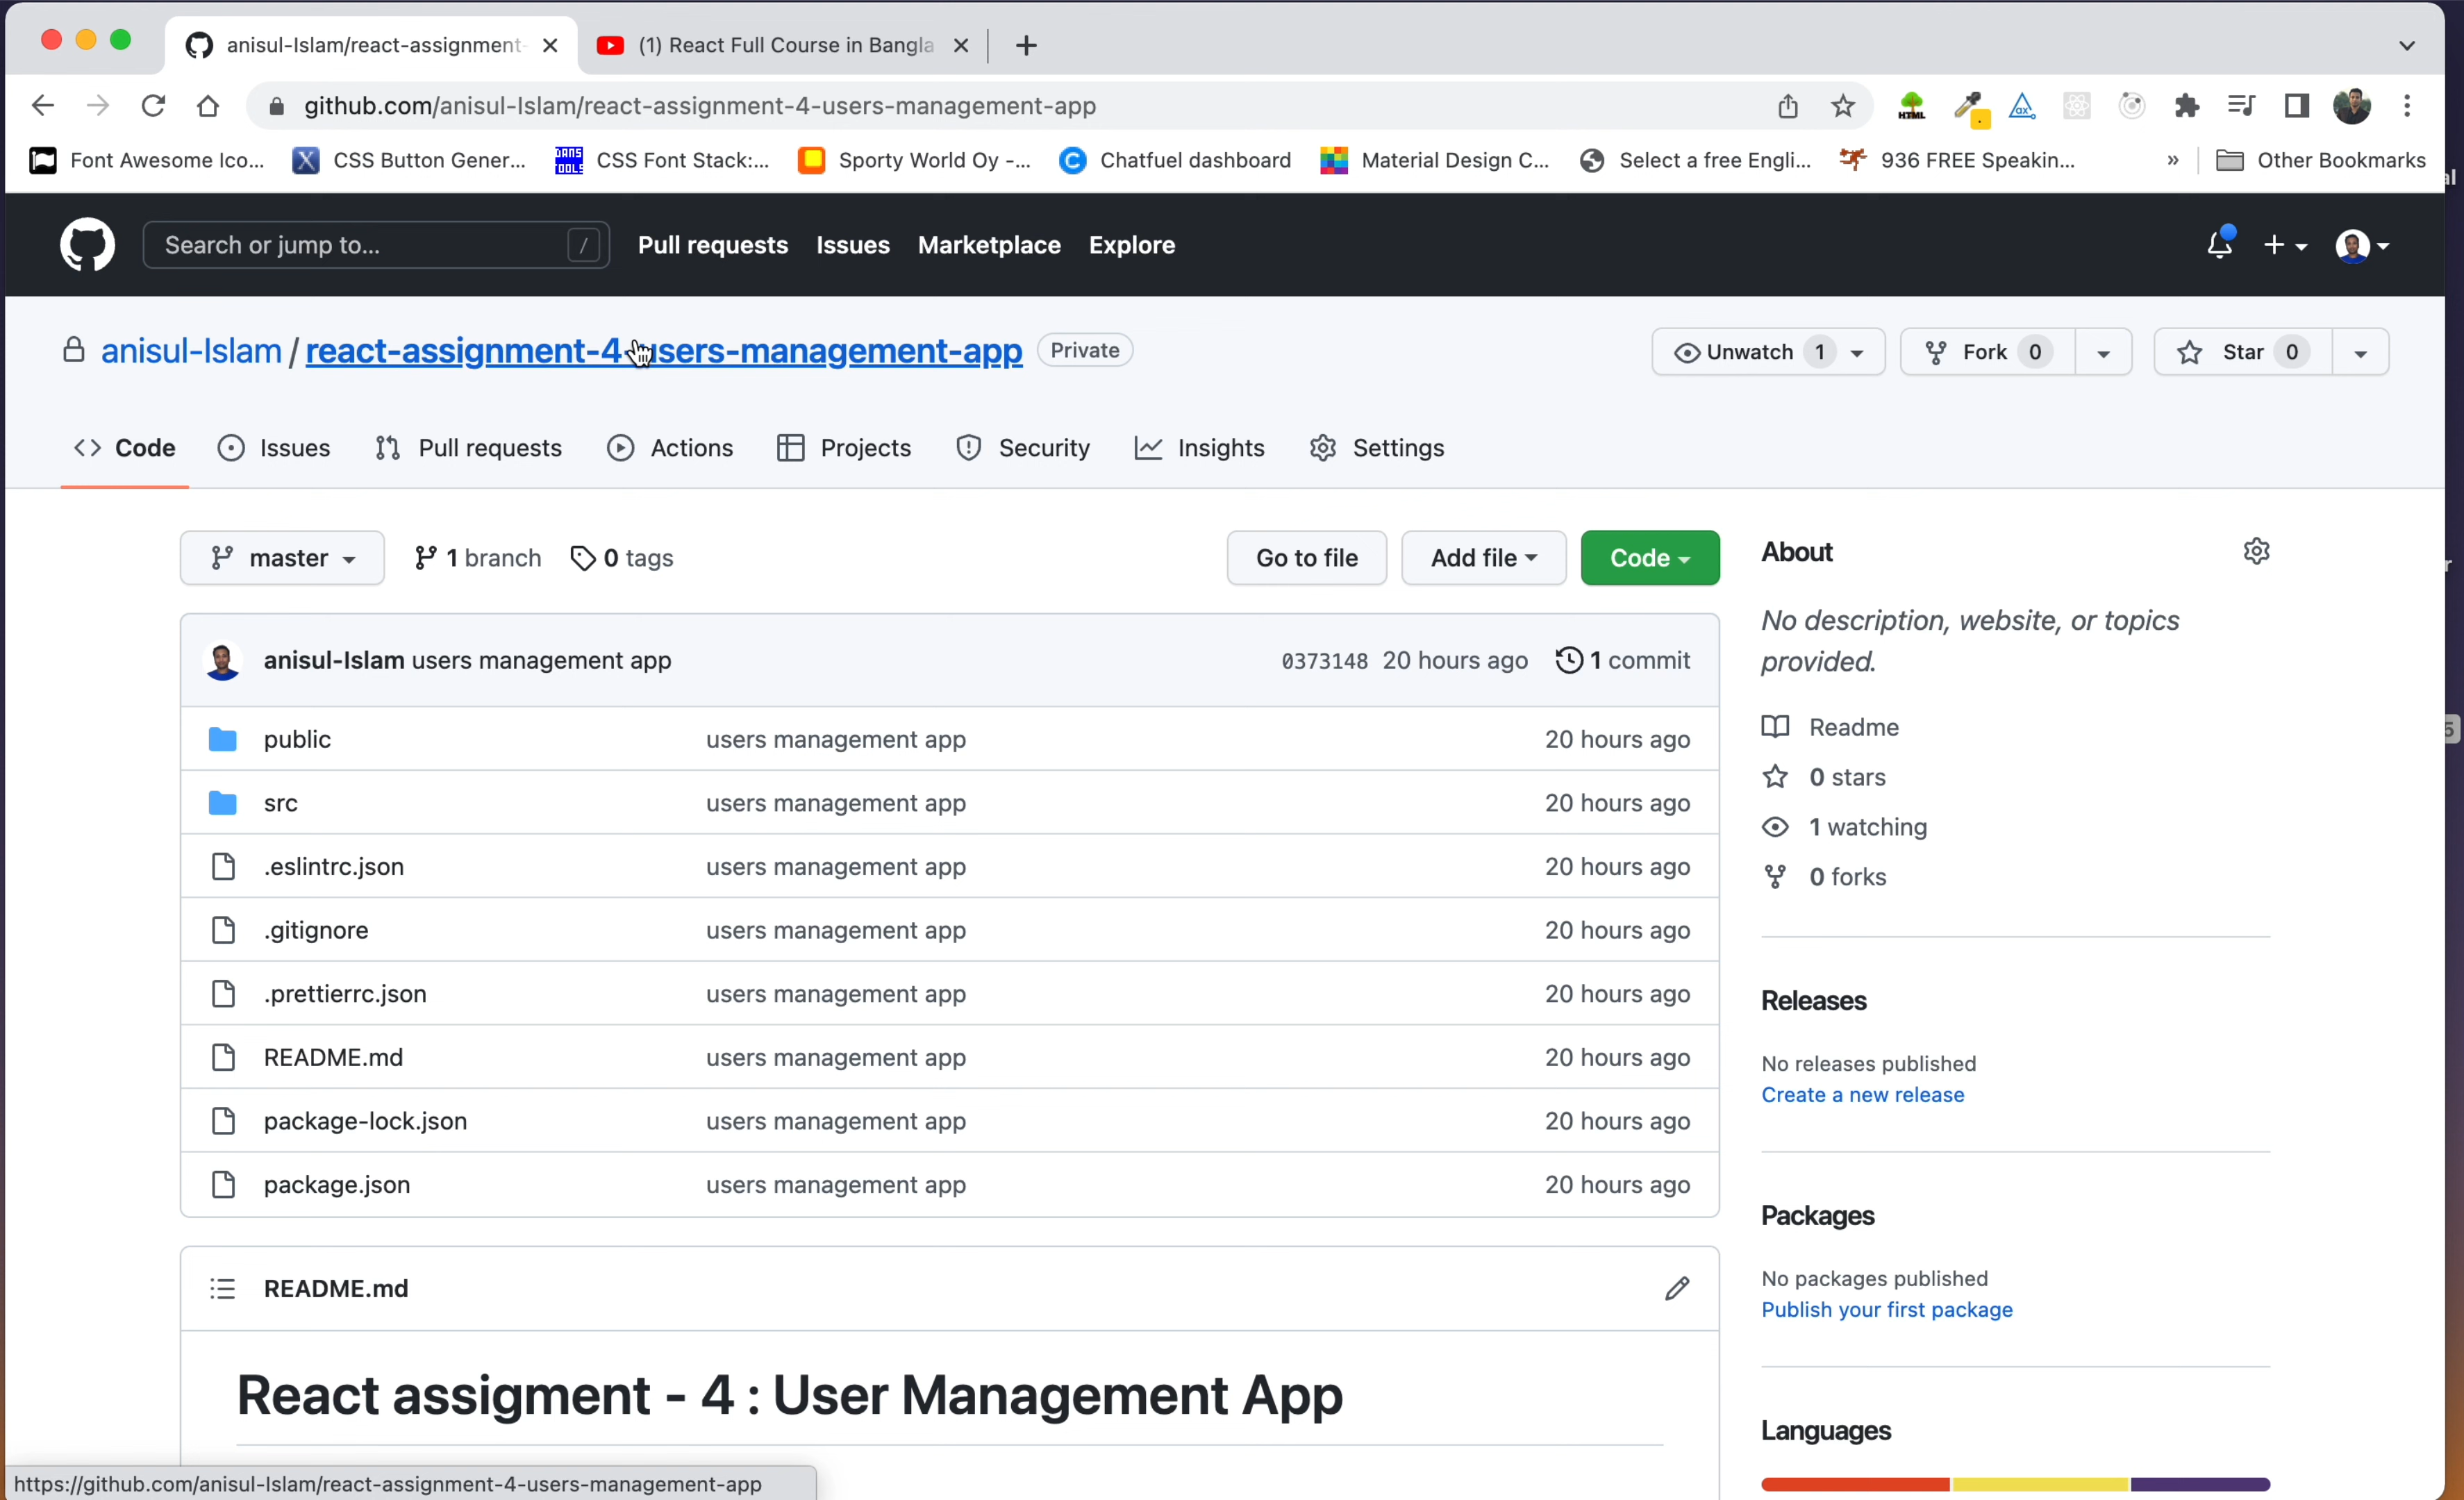 anisul-Islam/react-assignment-
(1) React Full Course in Bangla
github.com/anisul-Islam/react-assignment-4-users-management-app
HTML
ax
Font Awesome Ico...
CSS Button Gener...
DANS TOOLS
CSS Font Stack:...
Sporty World Oy -...
Chatfuel dashboard
Material Design C...
Select a free Engli...
936 FREE Speakin...
»
Other Bookmarks
Search or jump to...
/
Pull requests
Issues
Marketplace
Explore
anisul-Islam / react-assignment-4-users-management-app
Private
Unwatch 1
Fork 0
Star 0
Code
Issues
Pull requests
Actions
Projects
Security
Insights
Settings
master
1 branch
0 tags
Go to file
Add file
Code
anisul-Islam users management app
0373148 20 hours ago
1 commit
public users management app 20 hours ago
src users management app 20 hours ago
.eslintrc.json users management app 20 hours ago
.gitignore users management app 20 hours ago
.prettierrc.json users management app 20 hours ago
README.md users management app 20 hours ago
package-lock.json users management app 20 hours ago
package.json users management app 20 hours ago
README.md
React assigment - 4 : User Management App
About
No description, website, or topics
provided.
Readme
0 stars
1 watching
0 forks
Releases
No releases published
Create a new release
Packages
No packages published
Publish your first package
Languages
https://github.com/anisul-Islam/react-assignment-4-users-management-app